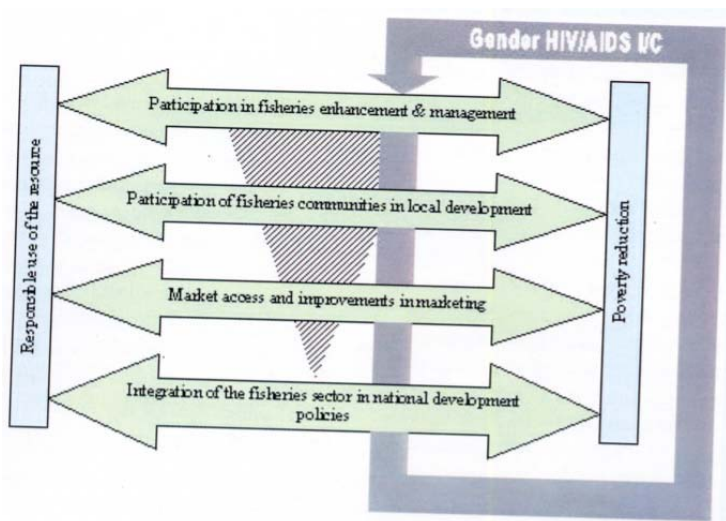 Gender HIV/AIDS I/C
Participation in fisheries enhancement & management
Participation of fisheries communities in local development
Market access and improvements in marketing
Integration of the fisheries sector in national development
policies
Responsible use of the resource
Poverty reduction